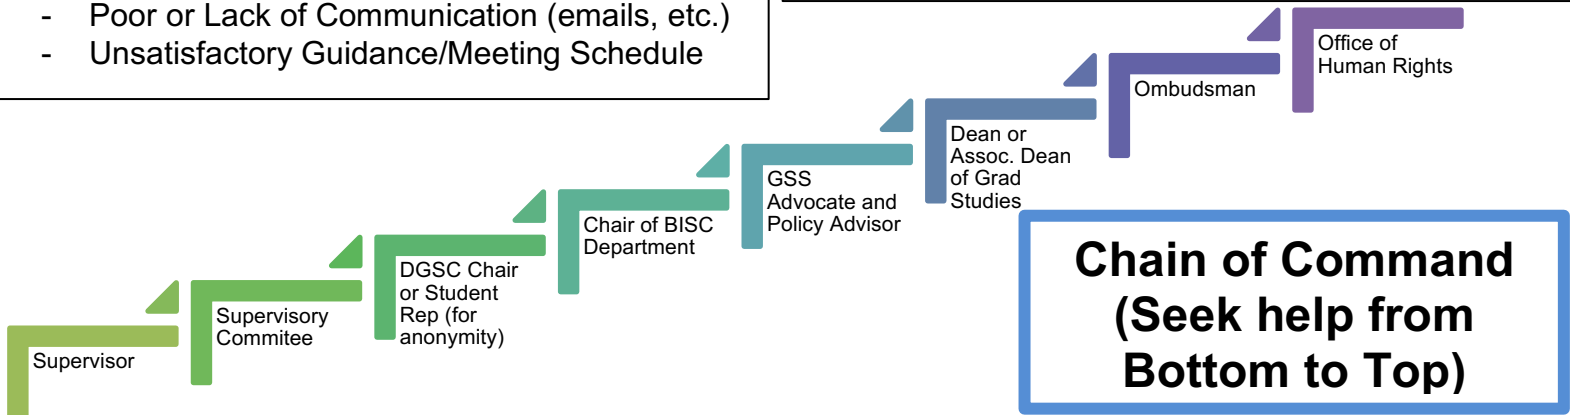 - Poor or Lack of Communication (emails, etc.)
- Unsatisfactory Guidance/Meeting Schedule
Supervisor
Supervisory
Commitee
DGSC Chair
or Student
Rep (for
anonymity)
Chair of BISC
Department
GSS
Advocate and
Policy Advisor
Dean or
Assoc. Dean
of Grad
Studies
Ombudsman
Office of
Human Rights
Chain of Command
(Seek help from
Bottom to Top)